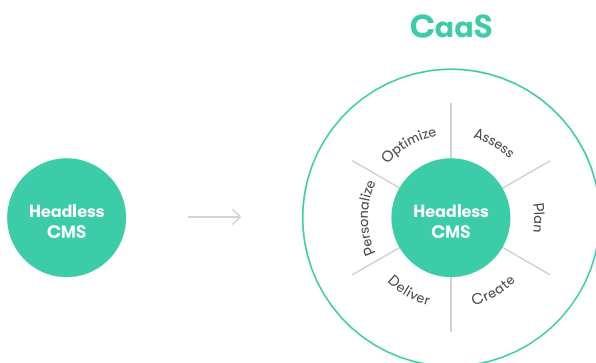 CaaS
Headless
CMS
Headless
CMS
Assess
Plan
Create
Deliver
Personalize
Optimize